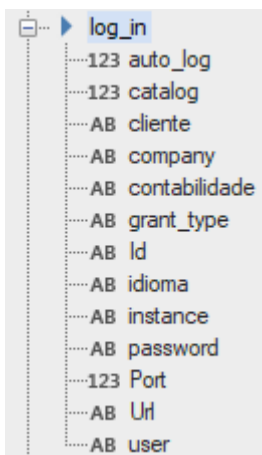 log_in
123 auto_log
123 catalog
AB cliente
AB company
AB contabilidade
AB grant_type
AB Id
AB idioma
AB instance
AB password
123 Port
AB Url
AB user